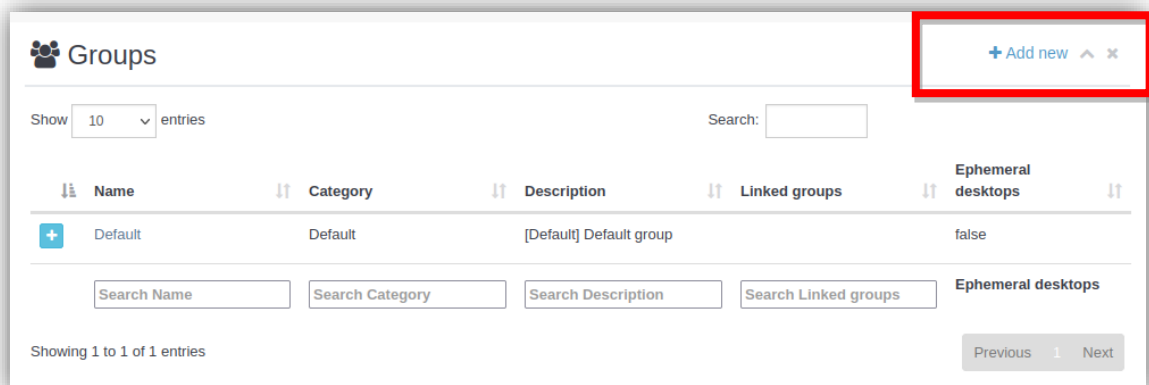 Groups
+ Add new
Show 10 entries
Search:
Name Category Description Linked groups Ephemeral desktops
Default Default [Default] Default group false
Search Name Search Category Search Description Search Linked groups Ephemeral desktops
Showing 1 to 1 of 1 entries
Previous 1 Next